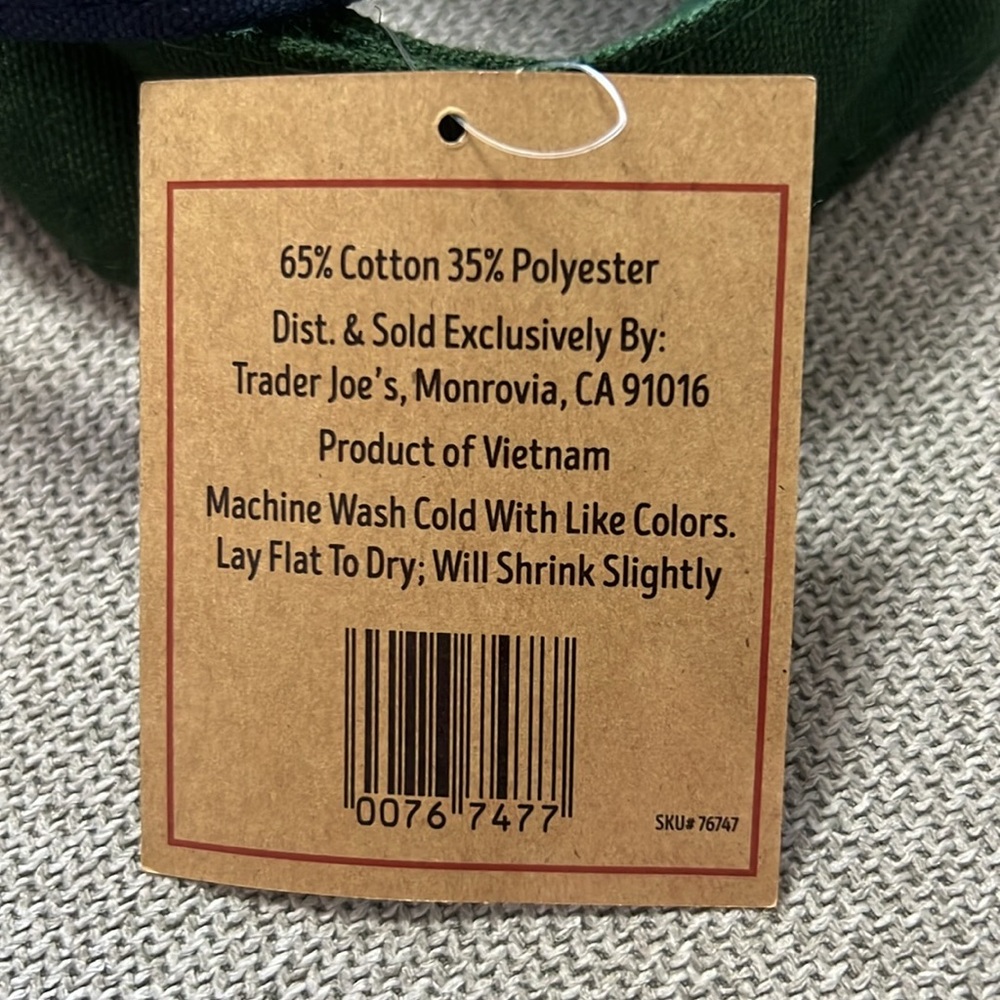 65% Cotton 35% Polyester
Dist. & Sold Exclusively By:
Trader Joe's, Monrovia, CA 91016
Product of Vietnam
Machine Wash Cold With Like Colors.
Lay Flat To Dry; Will Shrink Slightly
0076 7477
SKU# 76747